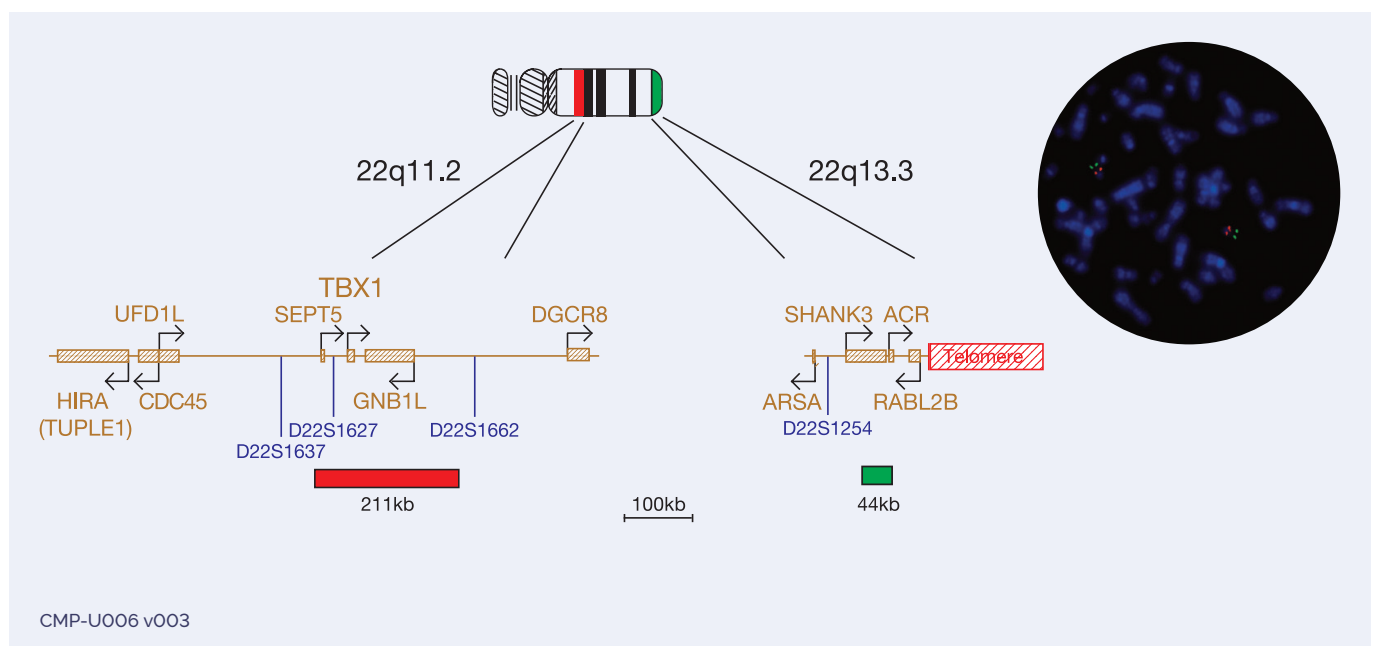 22q11.2
22q13.3
TBX1
UFD1L
SEPT5
DGCR8
SHANK3
ACR
Telomere
HIRA
(TUPLE1)
CDC45
GNB1L
ARSA
RABL2B
D22S1637
D22S1627
D22S1662
D22S1254
211kb
100kb
44kb
CMP-U006 v003